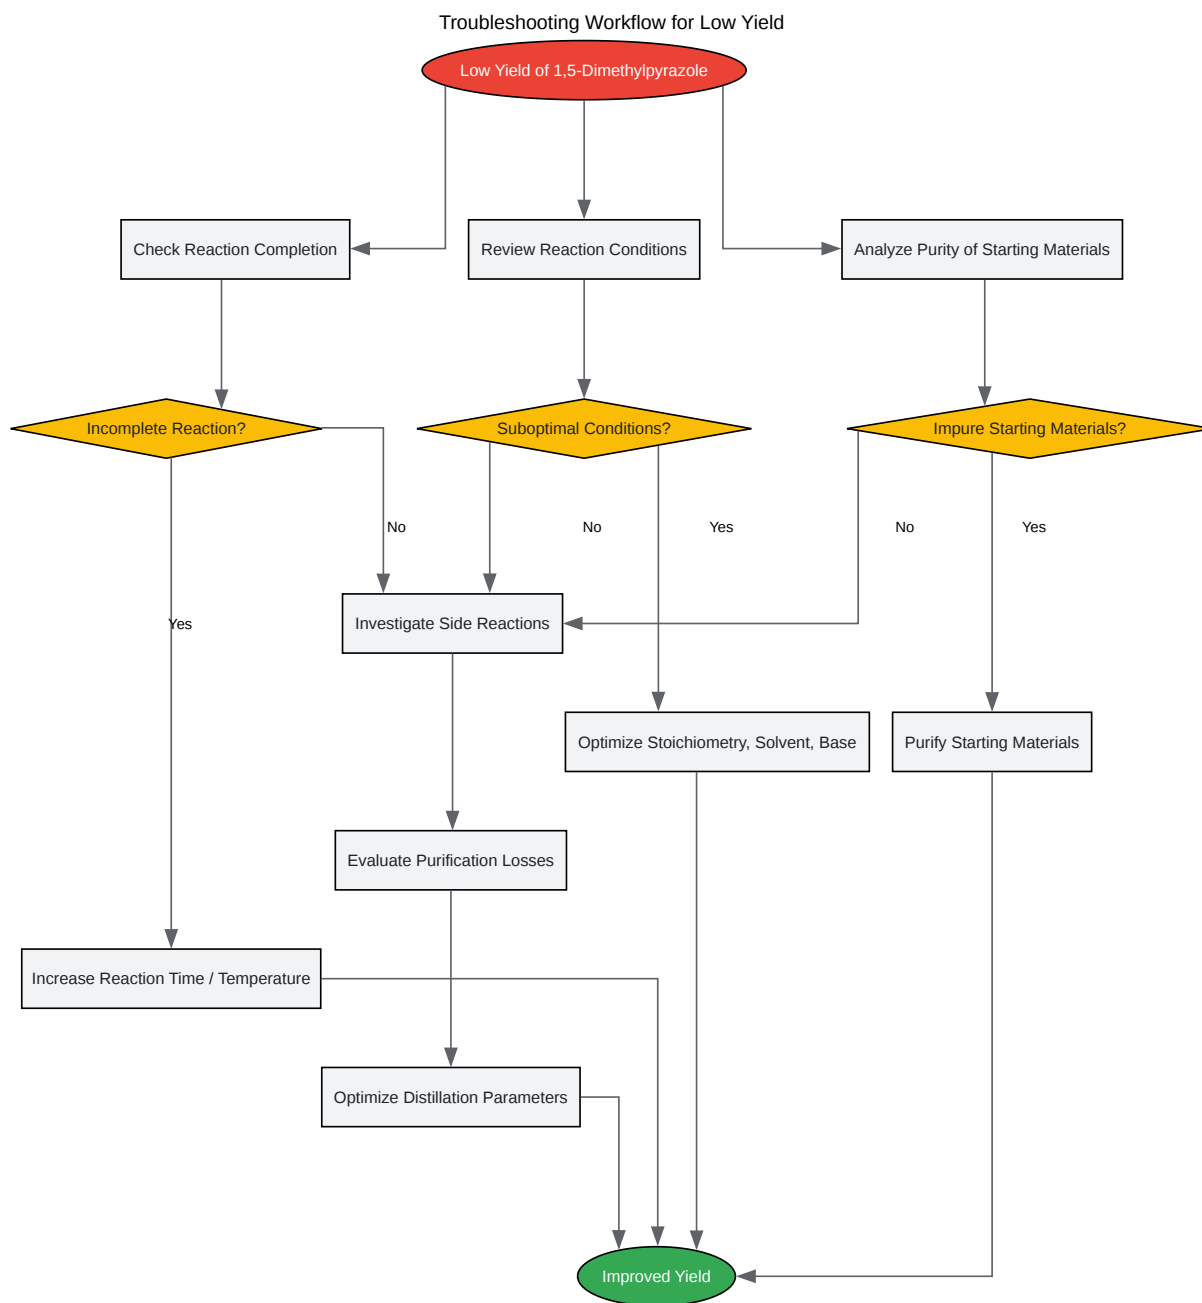 Troubleshooting Workflow for Low Yield
Low Yield of 1,5-Dimethylpyrazole
Check Reaction Completion
Review Reaction Conditions
Analyze Purity of Starting Materials
Incomplete Reaction?
Suboptimal Conditions?
Impure Starting Materials?
No
No
Yes
No
Yes
Investigate Side Reactions
Yes
Optimize Stoichiometry, Solvent, Base
Purify Starting Materials
Evaluate Purification Losses
Increase Reaction Time / Temperature
Optimize Distillation Parameters
Improved Yield